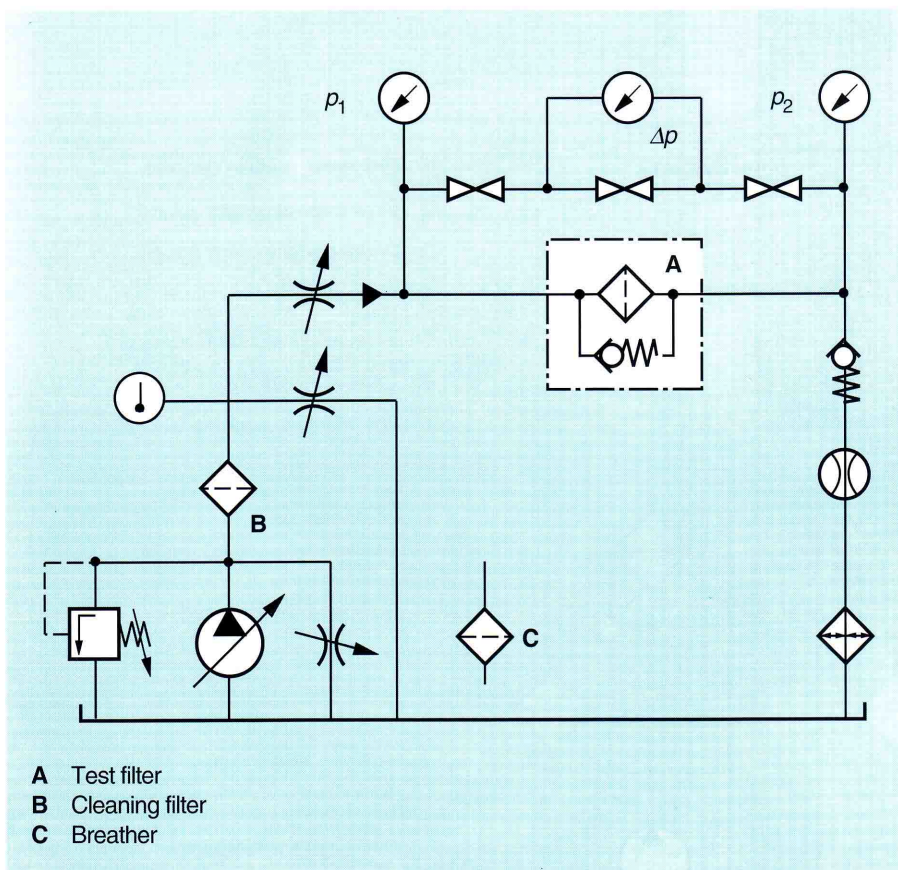 p1
Δp
p2
A
B
C
A Test filter
B Cleaning filter
C Breather